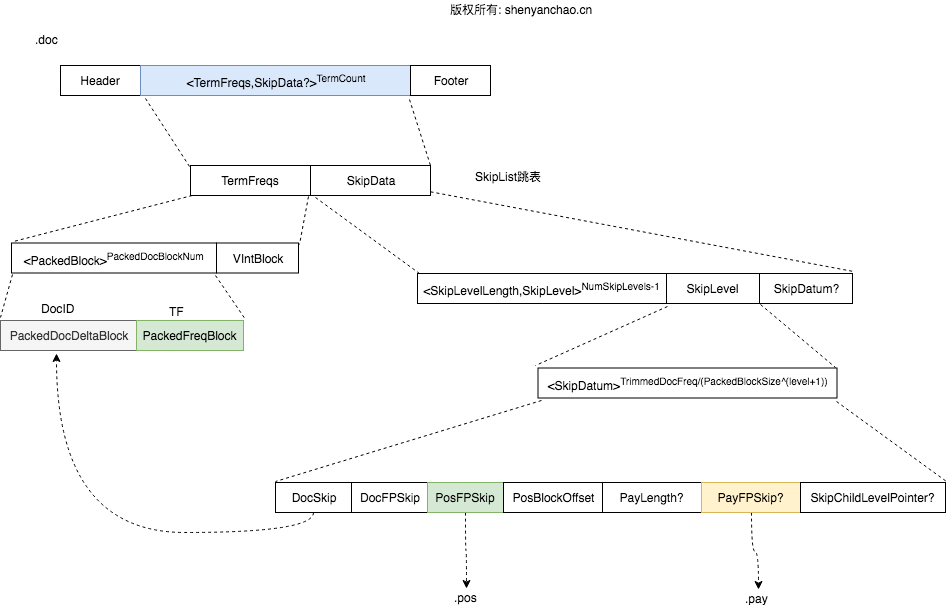 版权所有: shenyanchao.cn
.doc
Header
<TermFreqs,SkipData?>^TermCount
Footer
TermFreqs
SkipData
SkipList跳表
<PackedBlock>^PackedDocBlockNum
VIntBlock
<SkipLevelLength,SkipLevel>^NumSkipLevels-1
SkipLevel
SkipDatum?
DocID
TF
PackedDocDeltaBlock
PackedFreqBlock
<SkipDatum>^TrimmedDocFreq/(PackedBlockSize^(level+1))
DocSkip
DocFPSkip
PosFPSkip
PosBlockOffset
PayLength?
PayFPSkip?
SkipChildLevelPointer?
.pos
.pay